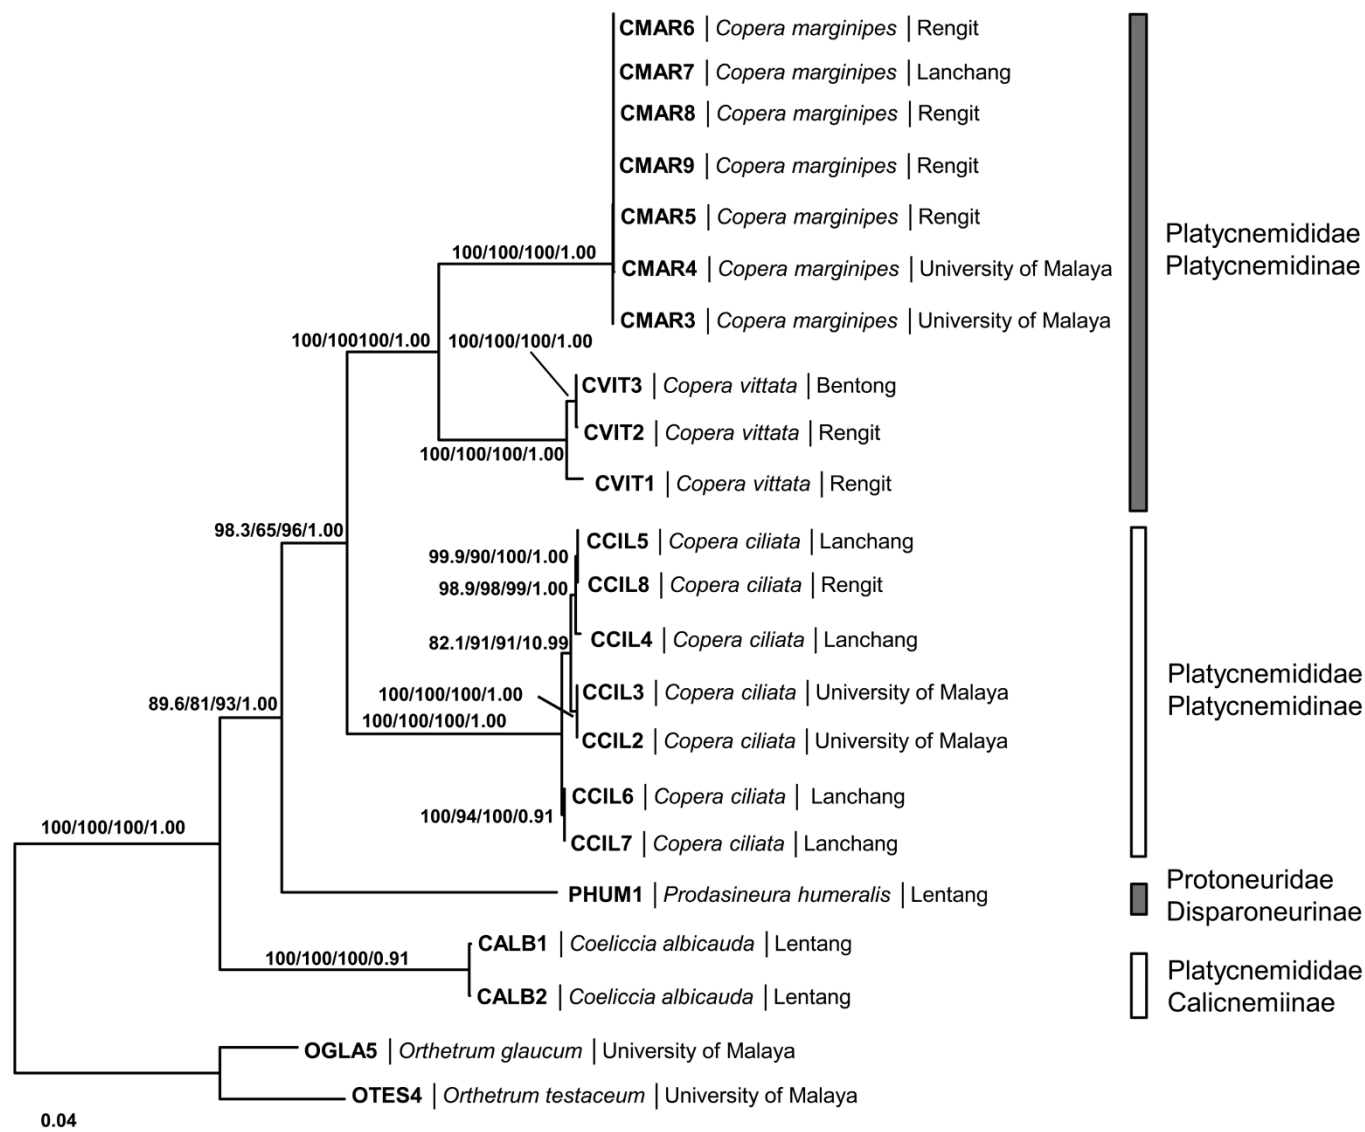 CMAR6 | Copera marginipes | Rengit
CMAR7 | Copera marginipes | Lanchang
CMAR8 | Copera marginipes | Rengit
CMAR9 | Copera marginipes | Rengit
CMAR5 | Copera marginipes | Rengit
Platycnemididae
Platycnemidinae
100/100/100/1.00
CMAR4 | Copera marginipes | University of Malaya
CMAR3 | Copera marginipes | University of Malaya
100/100100/1.00
100/100/100/1.00
CVIT3 | Copera vittata | Bentong
CVIT2 | Copera vittata | Rengit
100/100/100/1.00
CVIT1 | Copera vittata | Rengit
98.3/65/96/1.00
CCIL5 | Copera ciliata | Lanchang
99.9/90/100/1.00
CCIL8 | Copera ciliata | Rengit
98.9/98/99/1.00
CCIL4 | Copera ciliata | Lanchang
82.1/91/91/10.99
Platycnemididae
Platycnemidinae
100/100/100/1.00
CCIL3 | Copera ciliata | University of Malaya
89.6/81/93/1.00
100/100/100/1.00
CCIL2 | Copera ciliata | University of Malaya
CCIL6 | Copera ciliata | Lanchang
100/94/100/0.91
100/100/100/1.00
CCIL7 | Copera ciliata | Lanchang
Protoneuridae
Disparoneurinae
PHUM1 | Prodasineura humeralis | Lentang
CALB1 | Coeliccia albicauda | Lentang
100/100/100/0.91
Platycnemididae
Calicnemiinae
CALB2 | Coeliccia albicauda | Lentang
OGLA5 | Orthetrum glaucum | University of Malaya
OTES4 | Orthetrum testaceum | University of Malaya
0.04